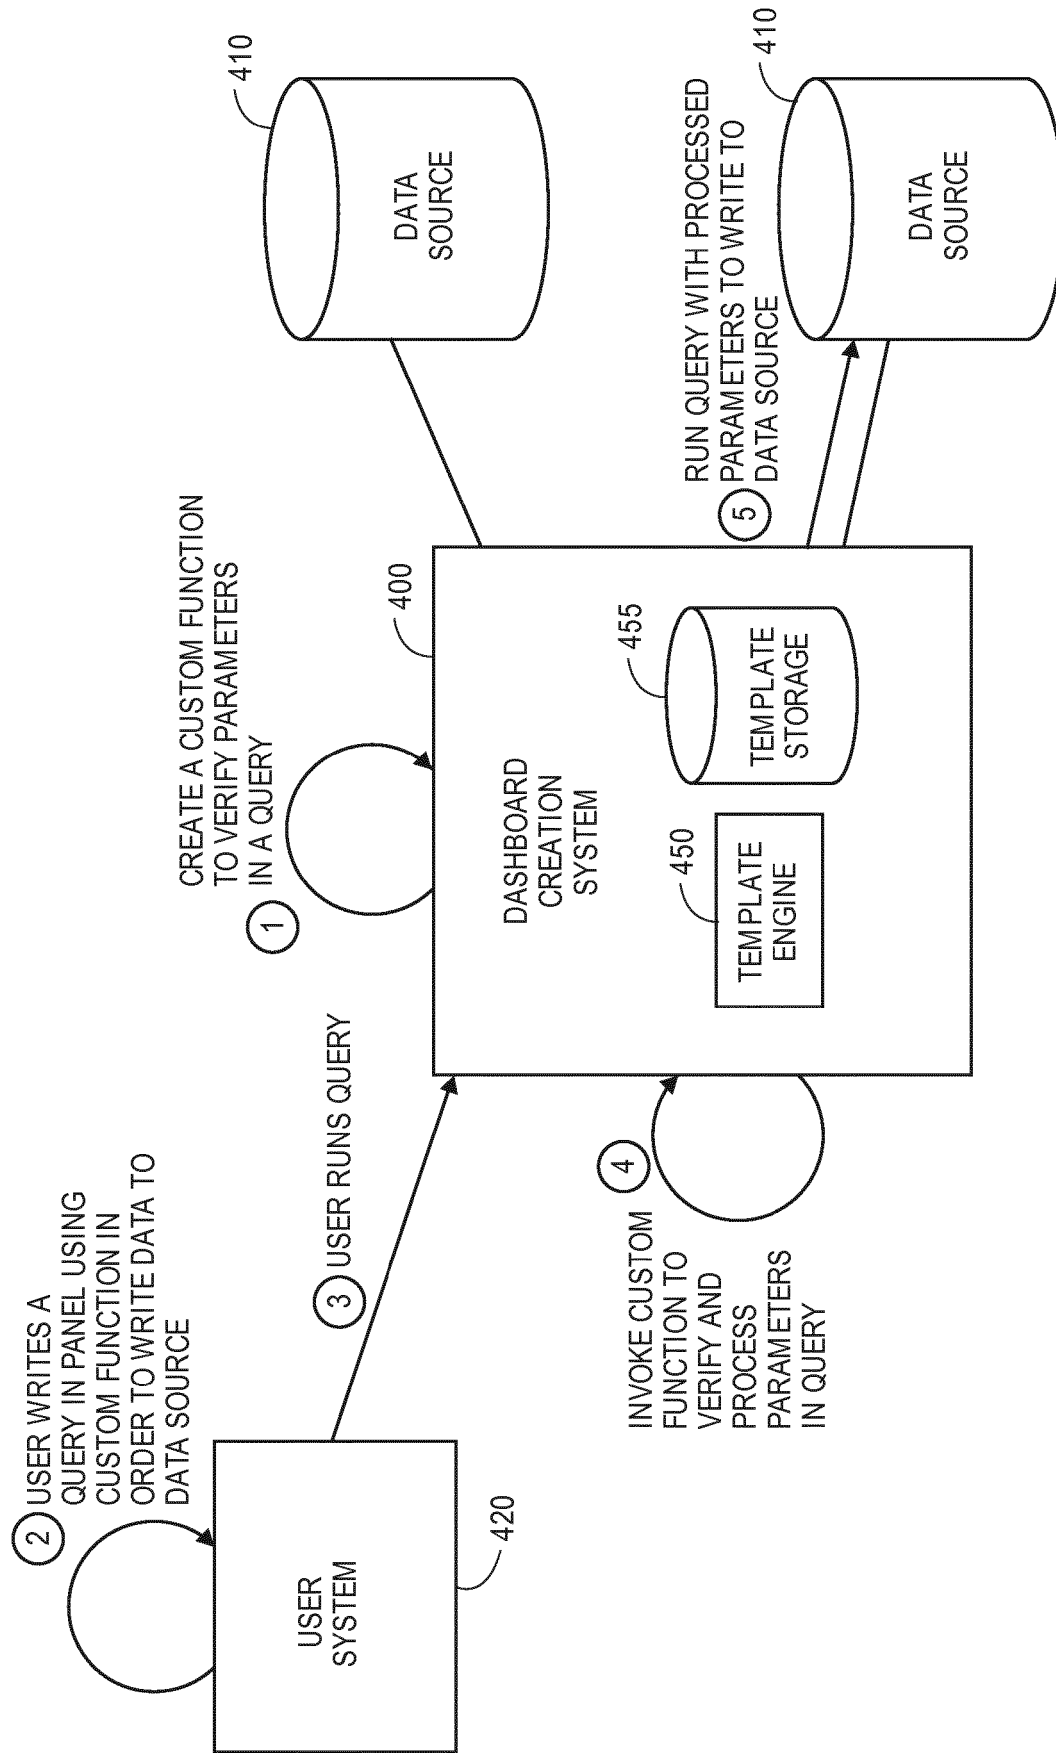 2
USER WRITES A
QUERY IN PANEL USING
CUSTOM FUNCTION IN
ORDER TO WRITE DATA TO
DATA SOURCE
USER
SYSTEM
420
3
USER RUNS QUERY
1
CREATE A CUSTOM FUNCTION
TO VERIFY PARAMETERS
IN A QUERY
4
INVOKE CUSTOM
FUNCTION TO
VERIFY AND
PROCESS
PARAMETERS
IN QUERY
400
DASHBOARD
CREATION
SYSTEM
450
TEMPLATE
ENGINE
455
TEMPLATE
STORAGE
410
DATA
SOURCE
5
RUN QUERY WITH PROCESSED
PARAMETERS TO WRITE TO
DATA SOURCE
410
DATA
SOURCE